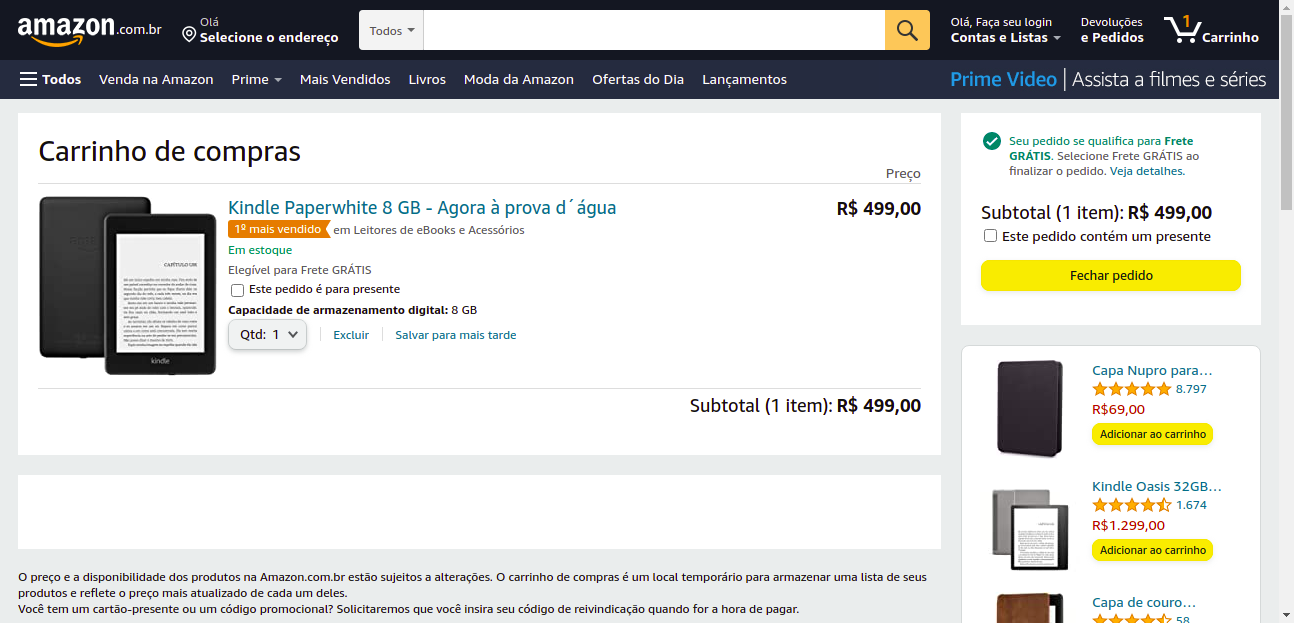 amazon.com.br
Olá
Selecione o endereço
Todos
Olá, Faça seu login
Contas e Listas
Devoluções
e Pedidos
1
Carrinho
Todos
Venda na Amazon
Prime
Mais Vendidos
Livros
Moda da Amazon
Ofertas do Dia
Lançamentos
Prime Video | Assista a filmes e séries
Carrinho de compras
Preço
Kindle Paperwhite 8 GB - Agora à prova d´água
R$ 499,00
1º mais vendido em Leitores de eBooks e Acessórios
Em estoque
Elegível para Frete GRÁTIS
Este pedido é para presente
Capacidade de armazenamento digital: 8 GB
Qtd: 1
Excluir
Salvar para mais tarde
CAPÍTULO UM
kindle
Subtotal (1 item): R$ 499,00
Seu pedido se qualifica para Frete
GRÁTIS. Selecione Frete GRÁTIS ao
finalizar o pedido. Veja detalhes.
Subtotal (1 item): R$ 499,00
Este pedido contém um presente
Fechar pedido
Capa Nupro para…
8.797
R$69,00
Adicionar ao carrinho
Kindle Oasis 32GB…
1.674
R$1.299,00
Adicionar ao carrinho
Capa de couro…
58
O preço e a disponibilidade dos produtos na Amazon.com.br estão sujeitos a alterações. O carrinho de compras é um local temporário para armazenar uma lista de seus
produtos e reflete o preço mais atualizado de cada um deles.
Você tem um cartão-presente ou um código promocional? Solicitaremos que você insira seu código de reivindicação quando for a hora de pagar.